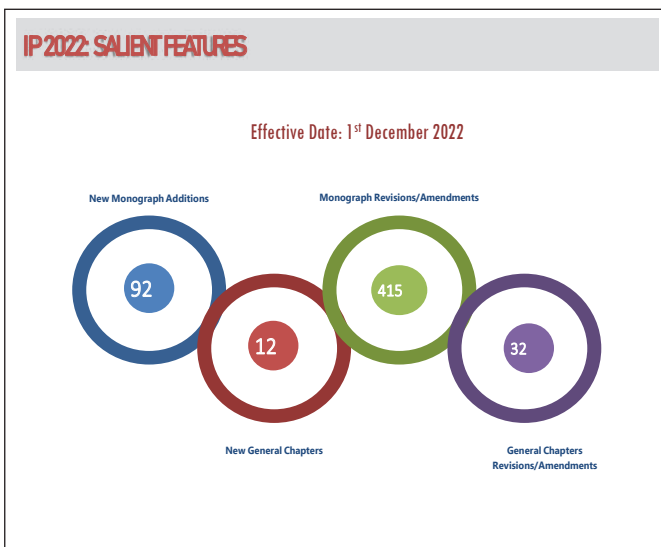 IP 2022: SALIENT FEATURES
Effective Date: 1st December 2022
New Monograph Additions
Monograph Revisions/Amendments
92
415
12
32
New General Chapters
General Chapters
Revisions/Amendments